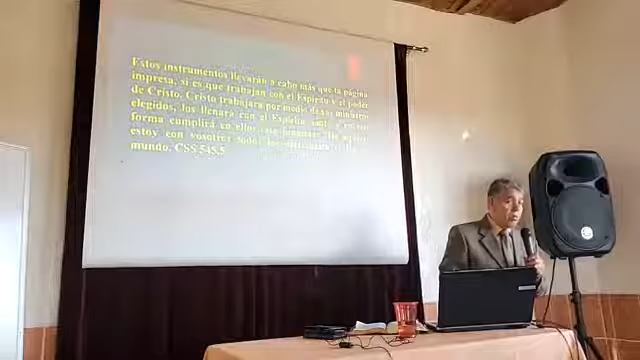 Estos instrumentos llevarán a cabo más que la página
impresa, si es que trabajan con el Espíritu y el poder
de Cristo. Cristo trabajará por medio de sus ministros
elegidos, los llenará con el Espíritu santo y
forma cumplirá en ellos
estoy con vosotros todos los
mundo. CSS 545.5